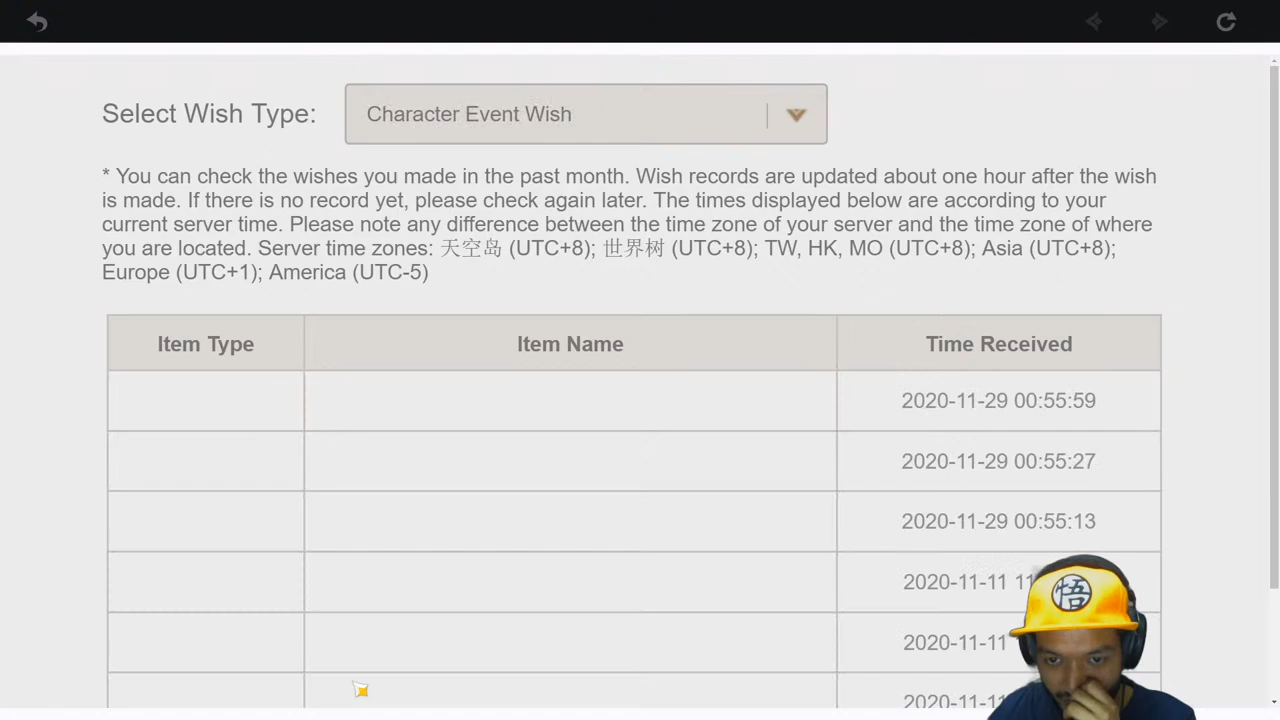 Select Wish Type:
Character Event Wish
* You can check the wishes you made in the past month. Wish records are updated about one hour after the wish
is made. If there is no record yet, please check again later. The times displayed below are according to your
current server time. Please note any difference between the time zone of your server and the time zone of where
you are located. Server time zones: 天空岛 (UTC+8); 世界树 (UTC+8); TW, HK, MO (UTC+8); Asia (UTC+8);
Europe (UTC+1); America (UTC-5)
Item Type Item Name Time Received
2020-11-29 00:55:59
2020-11-29 00:55:27
2020-11-29 00:55:13
2020-11-11 11
悟
2020-11-11
2020-11-11